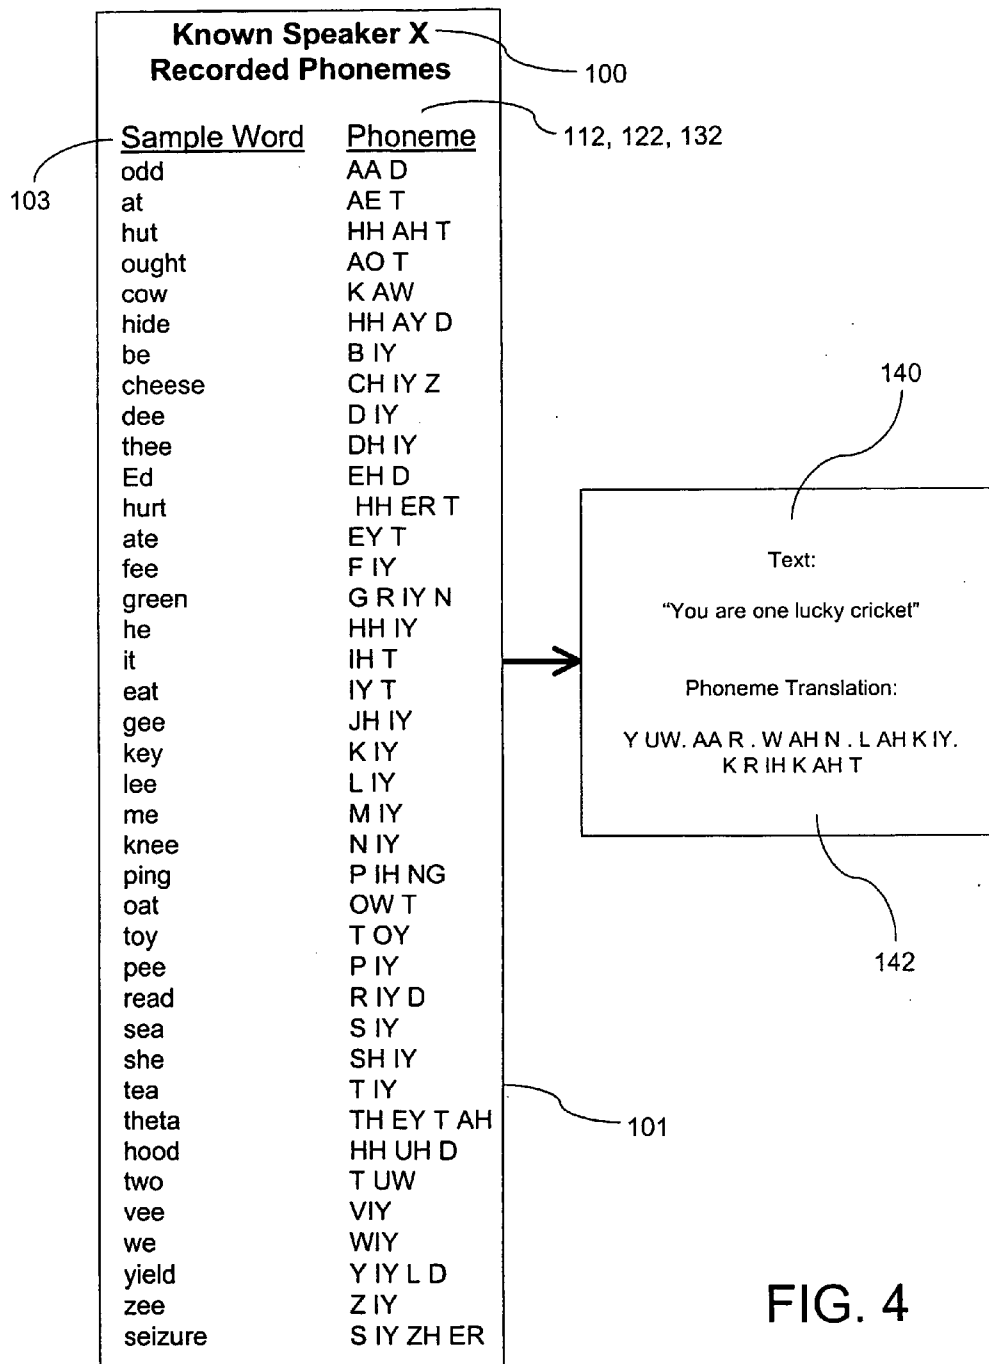 Known Speaker X
Recorded Phonemes
100
Sample Word Phoneme
112, 122, 132
103
odd AA D
at AE T
hut HH AH T
ought AO T
cow K AW
hide HH AY D
be B IY
cheese CH IY Z
dee D IY
thee DH IY
Ed EH D
hurt HH ER T
ate EY T
fee F IY
green G R IY N
he HH IY
it IH T
eat IY T
gee JH IY
key K IY
lee L IY
me M IY
knee N IY
ping P IH NG
oat OW T
toy T OY
pee P IY
read R IY D
sea S IY
she SH IY
tea T IY
theta TH EY T AH
hood HH UH D
two T UW
vee VIY
we WIY
yield Y IY L D
zee Z IY
seizure S IY ZH ER
101
140
Text:
“You are one lucky cricket”
Phoneme Translation:
Y UW. AA R . W AH N . L AH K IY.
K R IH K AH T
142
FIG. 4